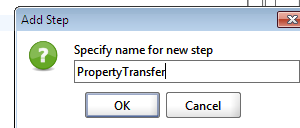 Add Step
Specify name for new step
PropertyTransfer
OK
Cancel